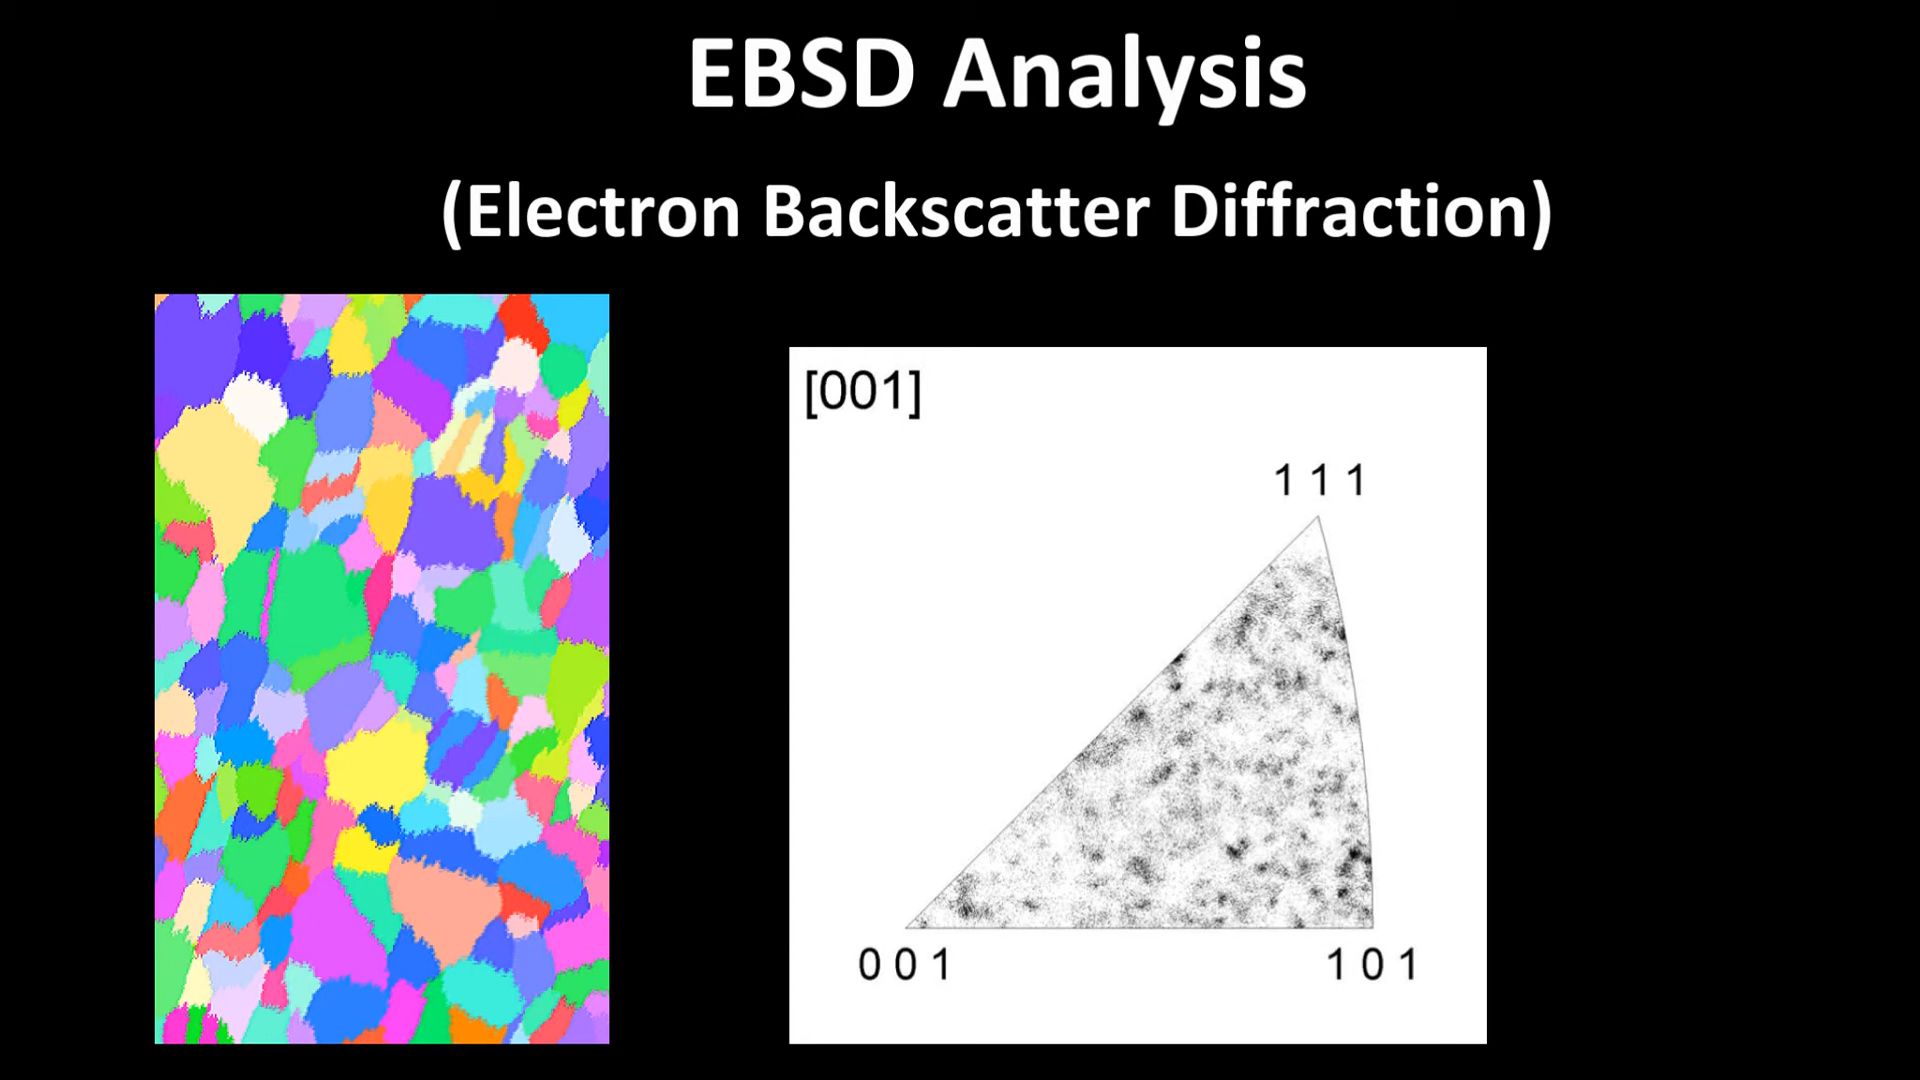 EBSD Analysis
(Electron Backscatter Diffraction)
[001]
1 1 1
0 0 1
1 0 1